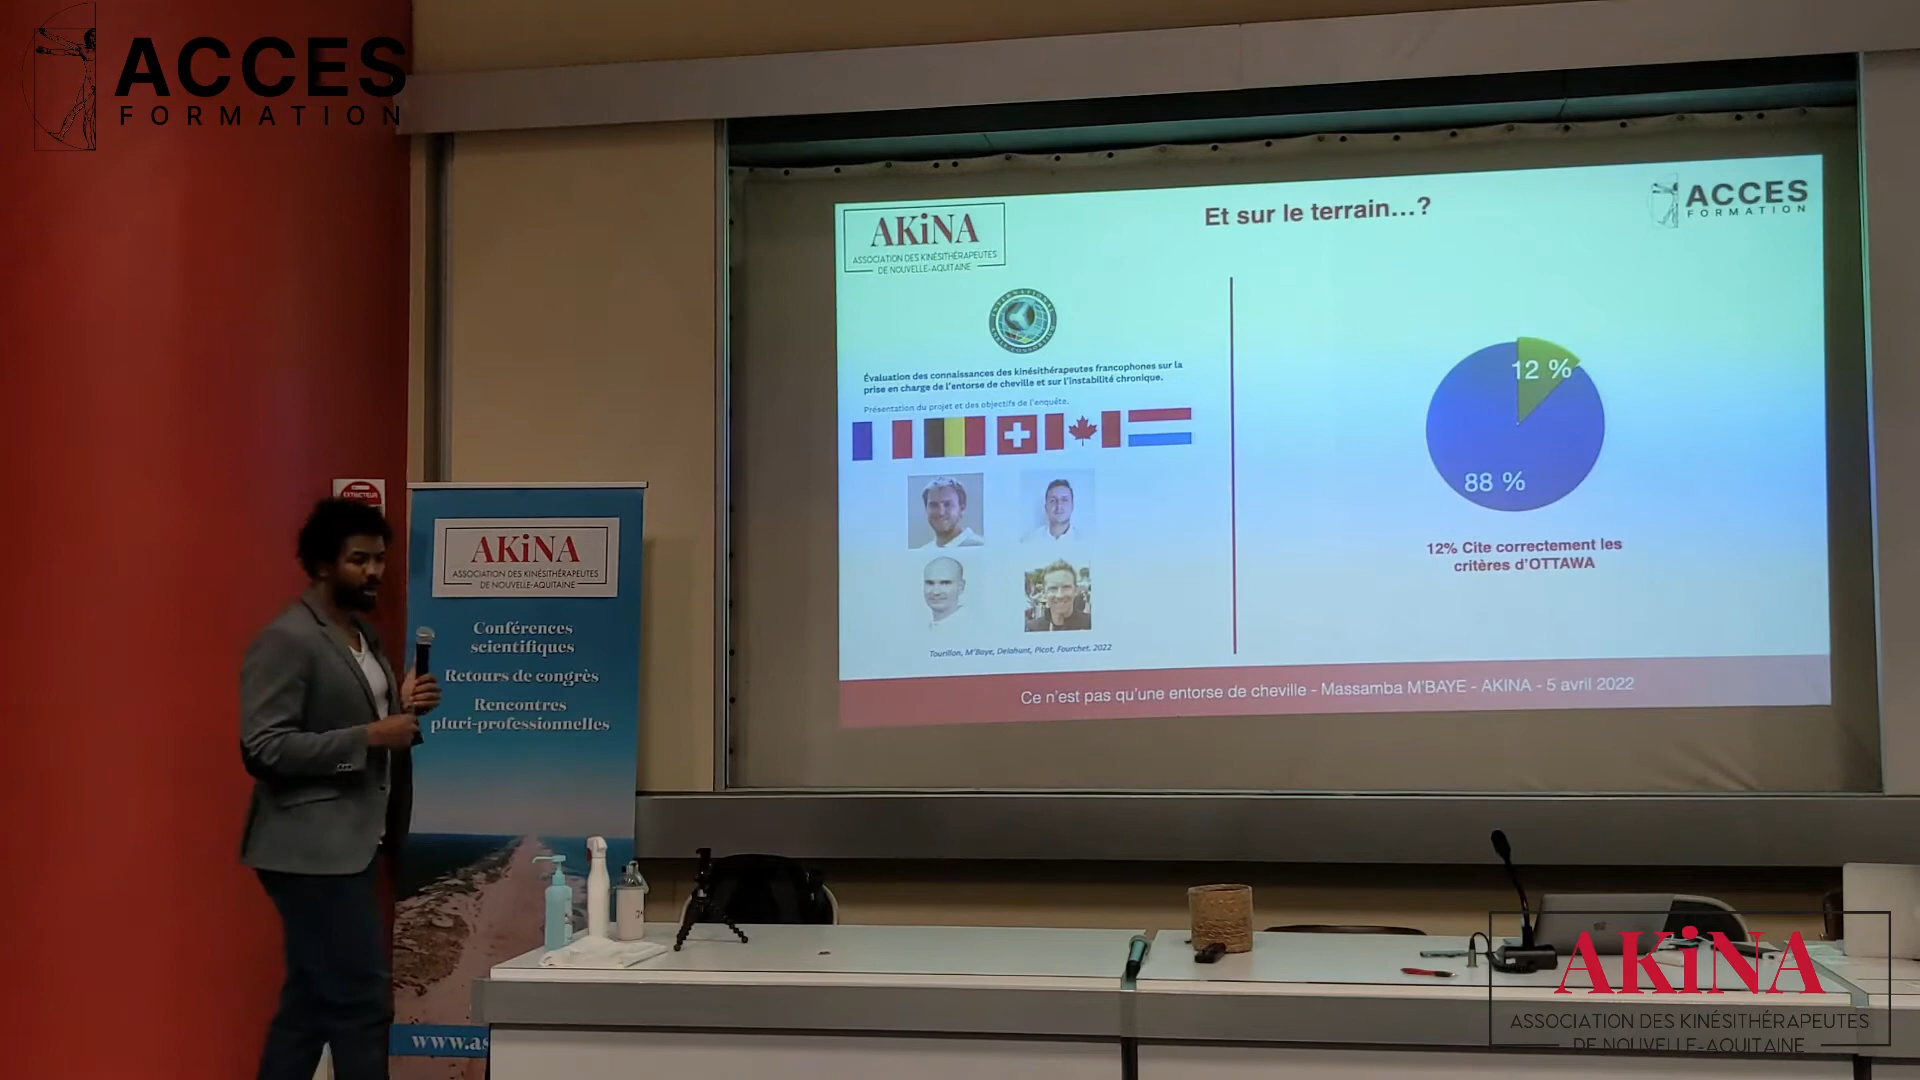 ACCES
FORMATION
AKiNA
ASSOCIATION DES KINÉSITHÉRAPEUTES
DE NOUVELLE-AQUITAINE
Et sur le terrain...?
ACCES
FORMATION
Évaluation des connaissances des kinésithérapeutes francophones sur la
prise en charge de l'entorse de cheville et sur l'instabilité chronique.
Présentation du projet et des objectifs de l'enquête.
Tourillon, M'Baye, Delahunt, Picot, Fourchet. 2022
12 %
88 %
12% Cite correctement les
critères d'OTTAWA
Ce n'est pas qu'une entorse de cheville - Massamba M'BAYE - AKINA - 5 avril 2022
EXTINCTEUR
AKiNA
ASSOCIATION DES KINÉSITHÉRAPEUTES
DE NOUVELLE-AQUITAINE
Conférences
scientifiques
Retours de congrès
Rencontres
pluri-professionnelles
www.as
AKiNA
ASSOCIATION DES KINÉSITHÉRAPEUTES
DE NOUVELLE-AQUITAINE